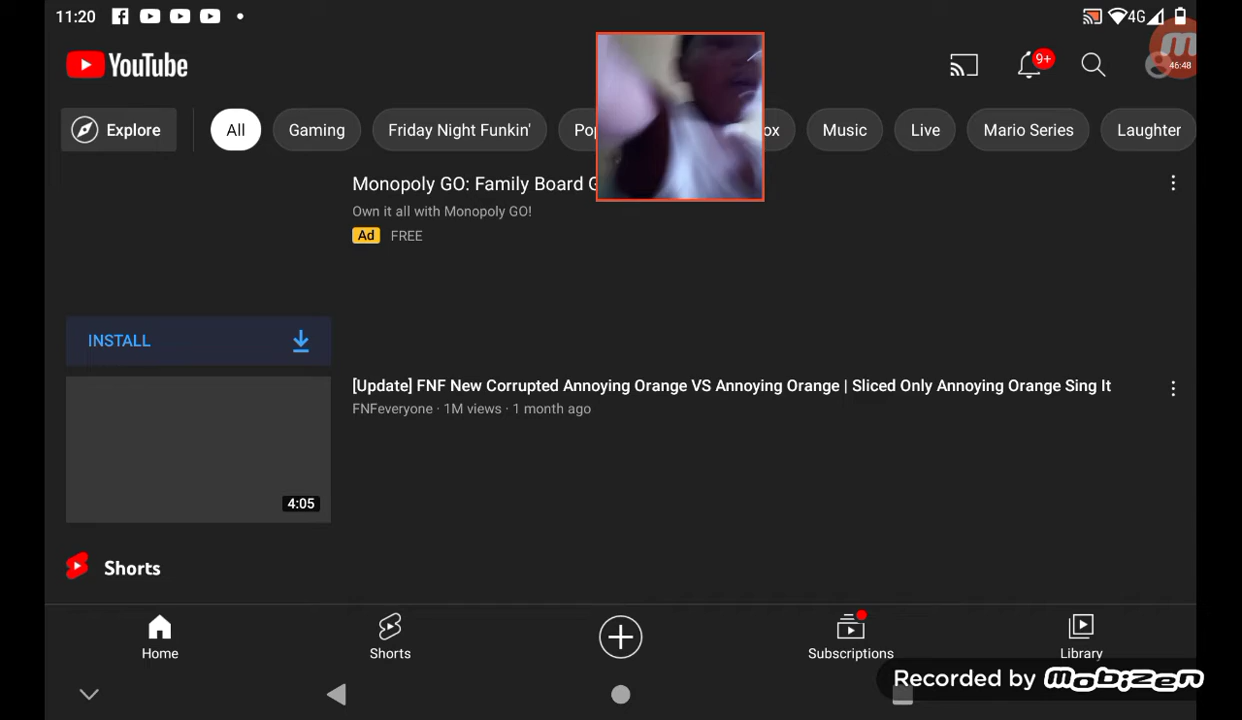 11:20
4G
46:48
YouTube
9+
Explore
All
Gaming
Friday Night Funkin'
Music
Live
Mario Series
Laughter
Monopoly GO: Family Board
Own it all with Monopoly GO!
Ad FREE
INSTALL
[Update] FNF New Corrupted Annoying Orange VS Annoying Orange | Sliced Only Annoying Orange Sing It
FNFeveryone · 1M views · 1 month ago
4:05
Shorts
Home
Shorts
Subscriptions
Library
Recorded by mobizen